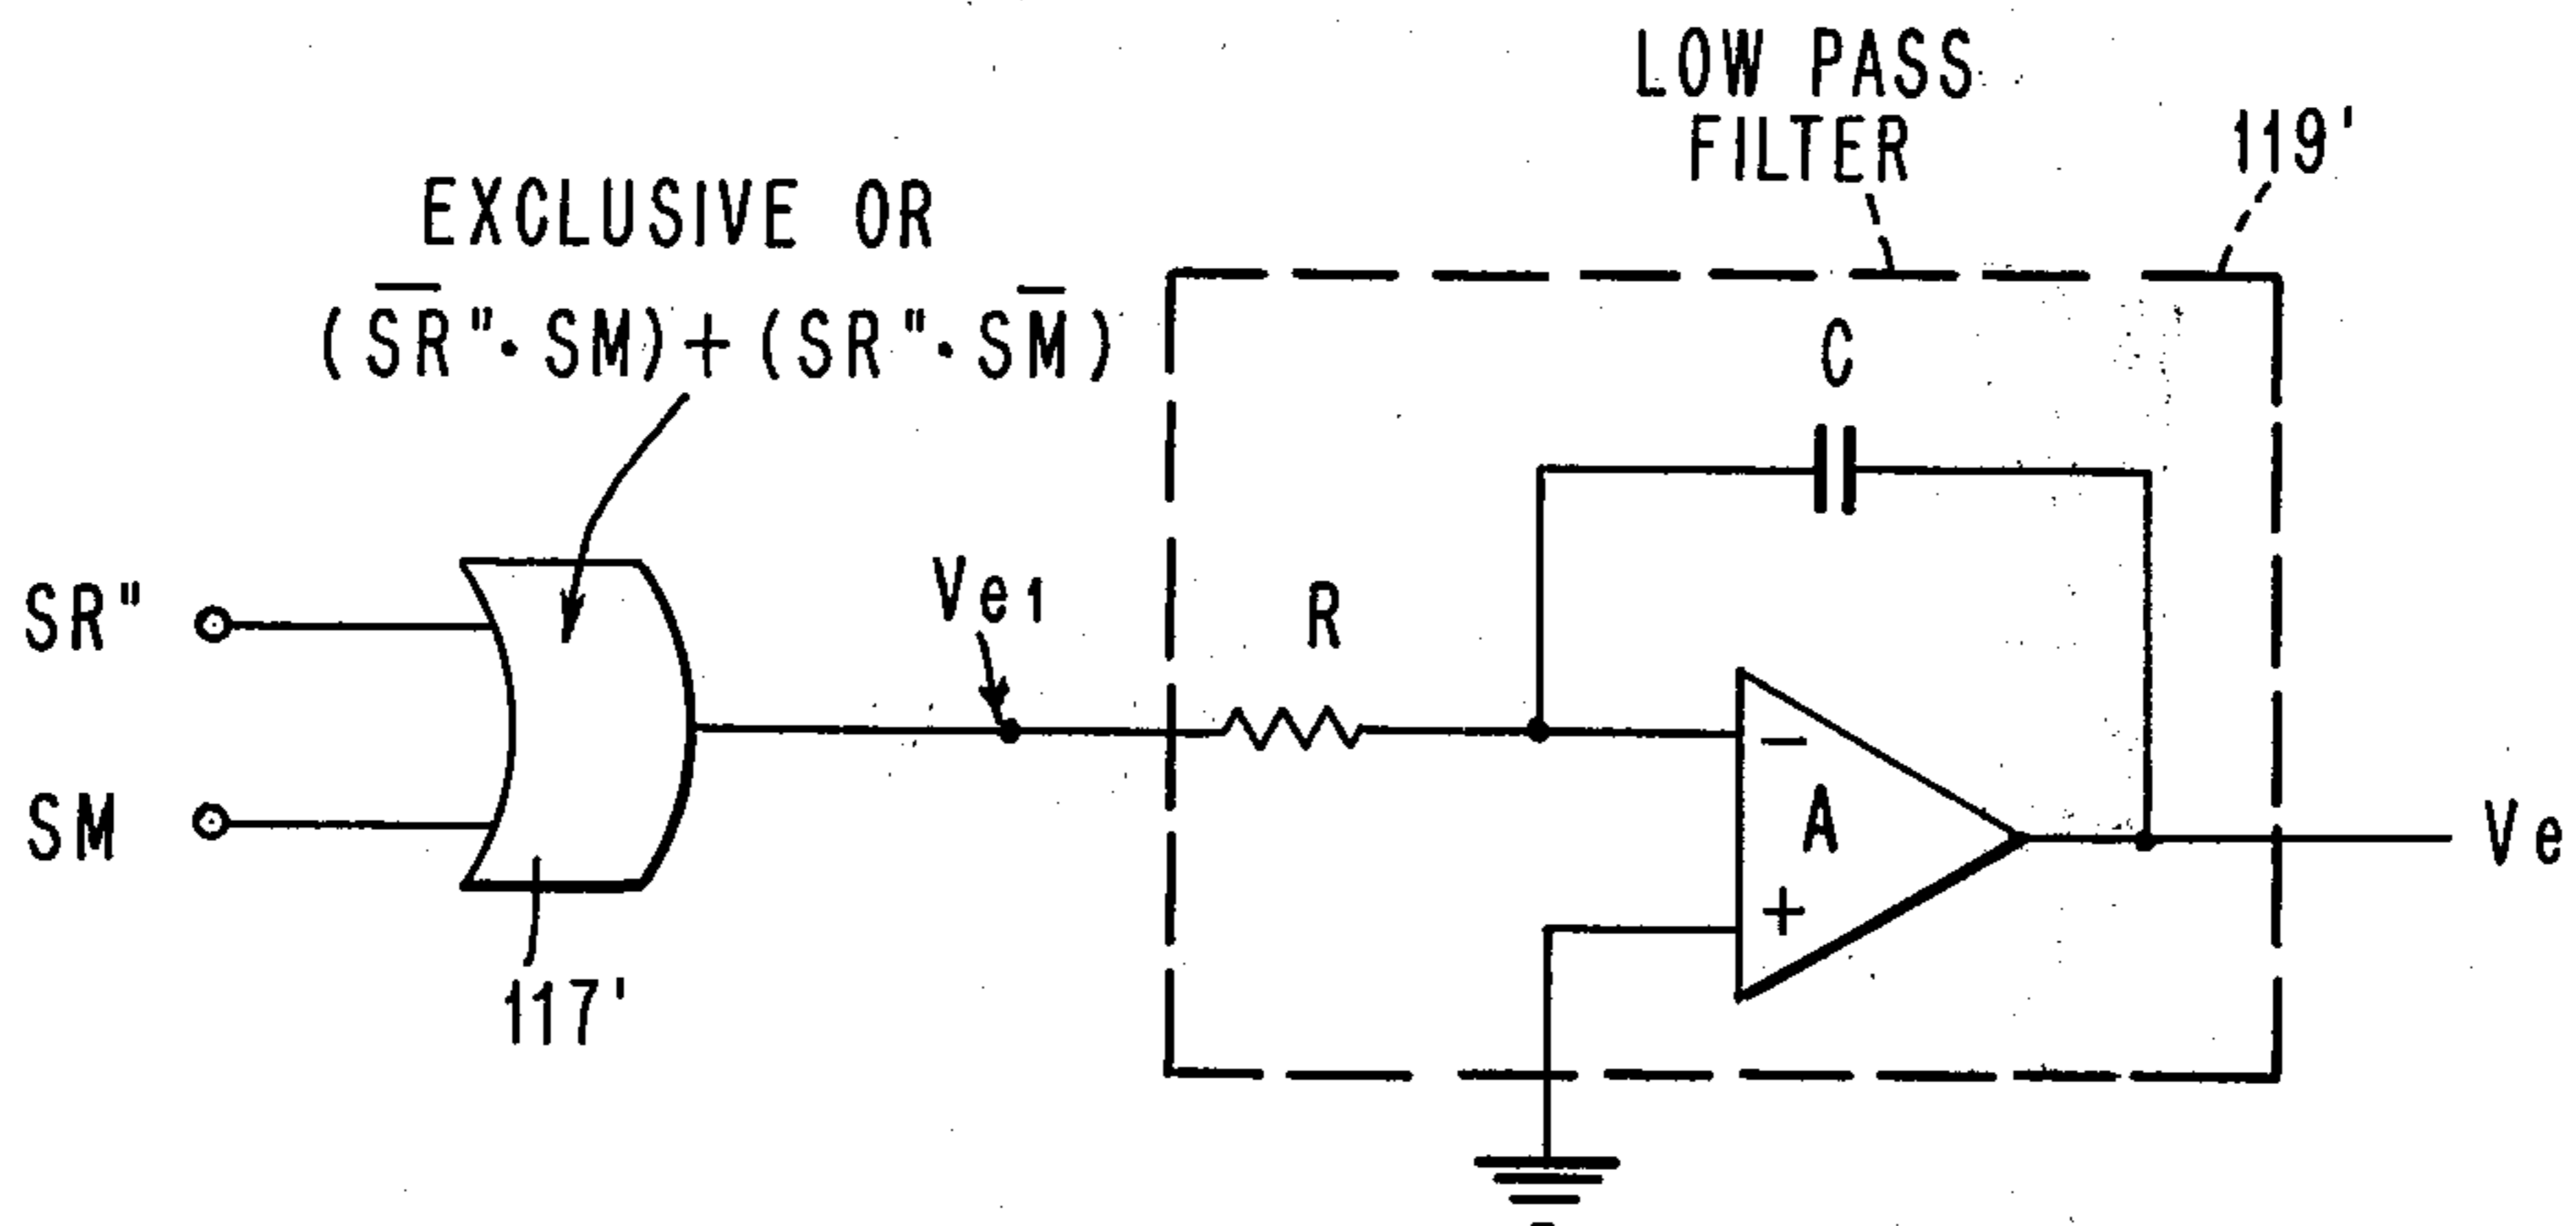 LOW PASS
FILTER
119'
EXCLUSIVE OR
(S̅R̅"·SM)+(SR"·SM̅)
C
SR"
Ve1
R
SM
−
A
+
Ve
117'